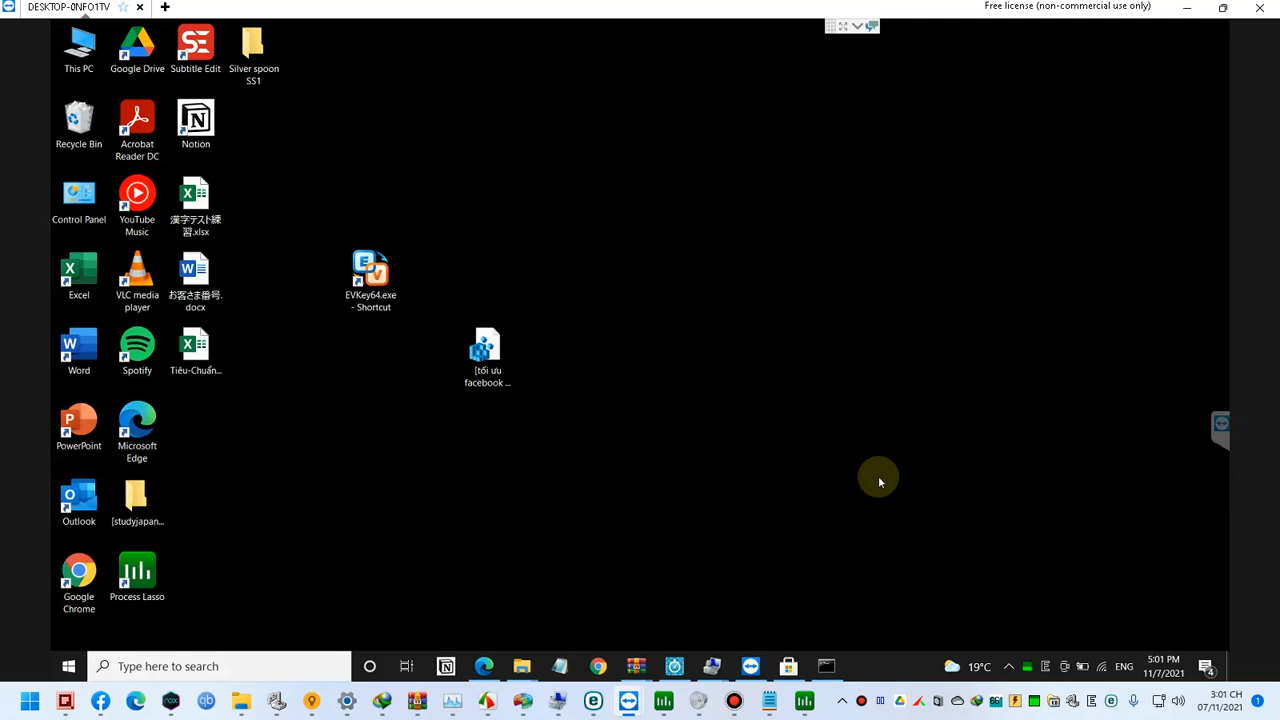 DESKTOP-0NFO1TV
Free license (non-commercial use only)
This PC
Google Drive
Subtitle Edit
Silver spoon
SS1
Recycle Bin
Acrobat
Reader DC
Notion
Control Panel
YouTube
Music
漢字テスト練
習.xlsx
Excel
VLC media
player
お客さま番号.
docx
EVKey64.exe
- Shortcut
Word
Spotify
Tiêu-Chuẩn...
[tối ưu
facebook ...
PowerPoint
Microsoft
Edge
Outlook
[studyjapan...
Google
Chrome
Process Lasso
Type here to search
19°C
ENG
5:01 PM
11/7/2021
4
3:01 CH
07/11/2021
1